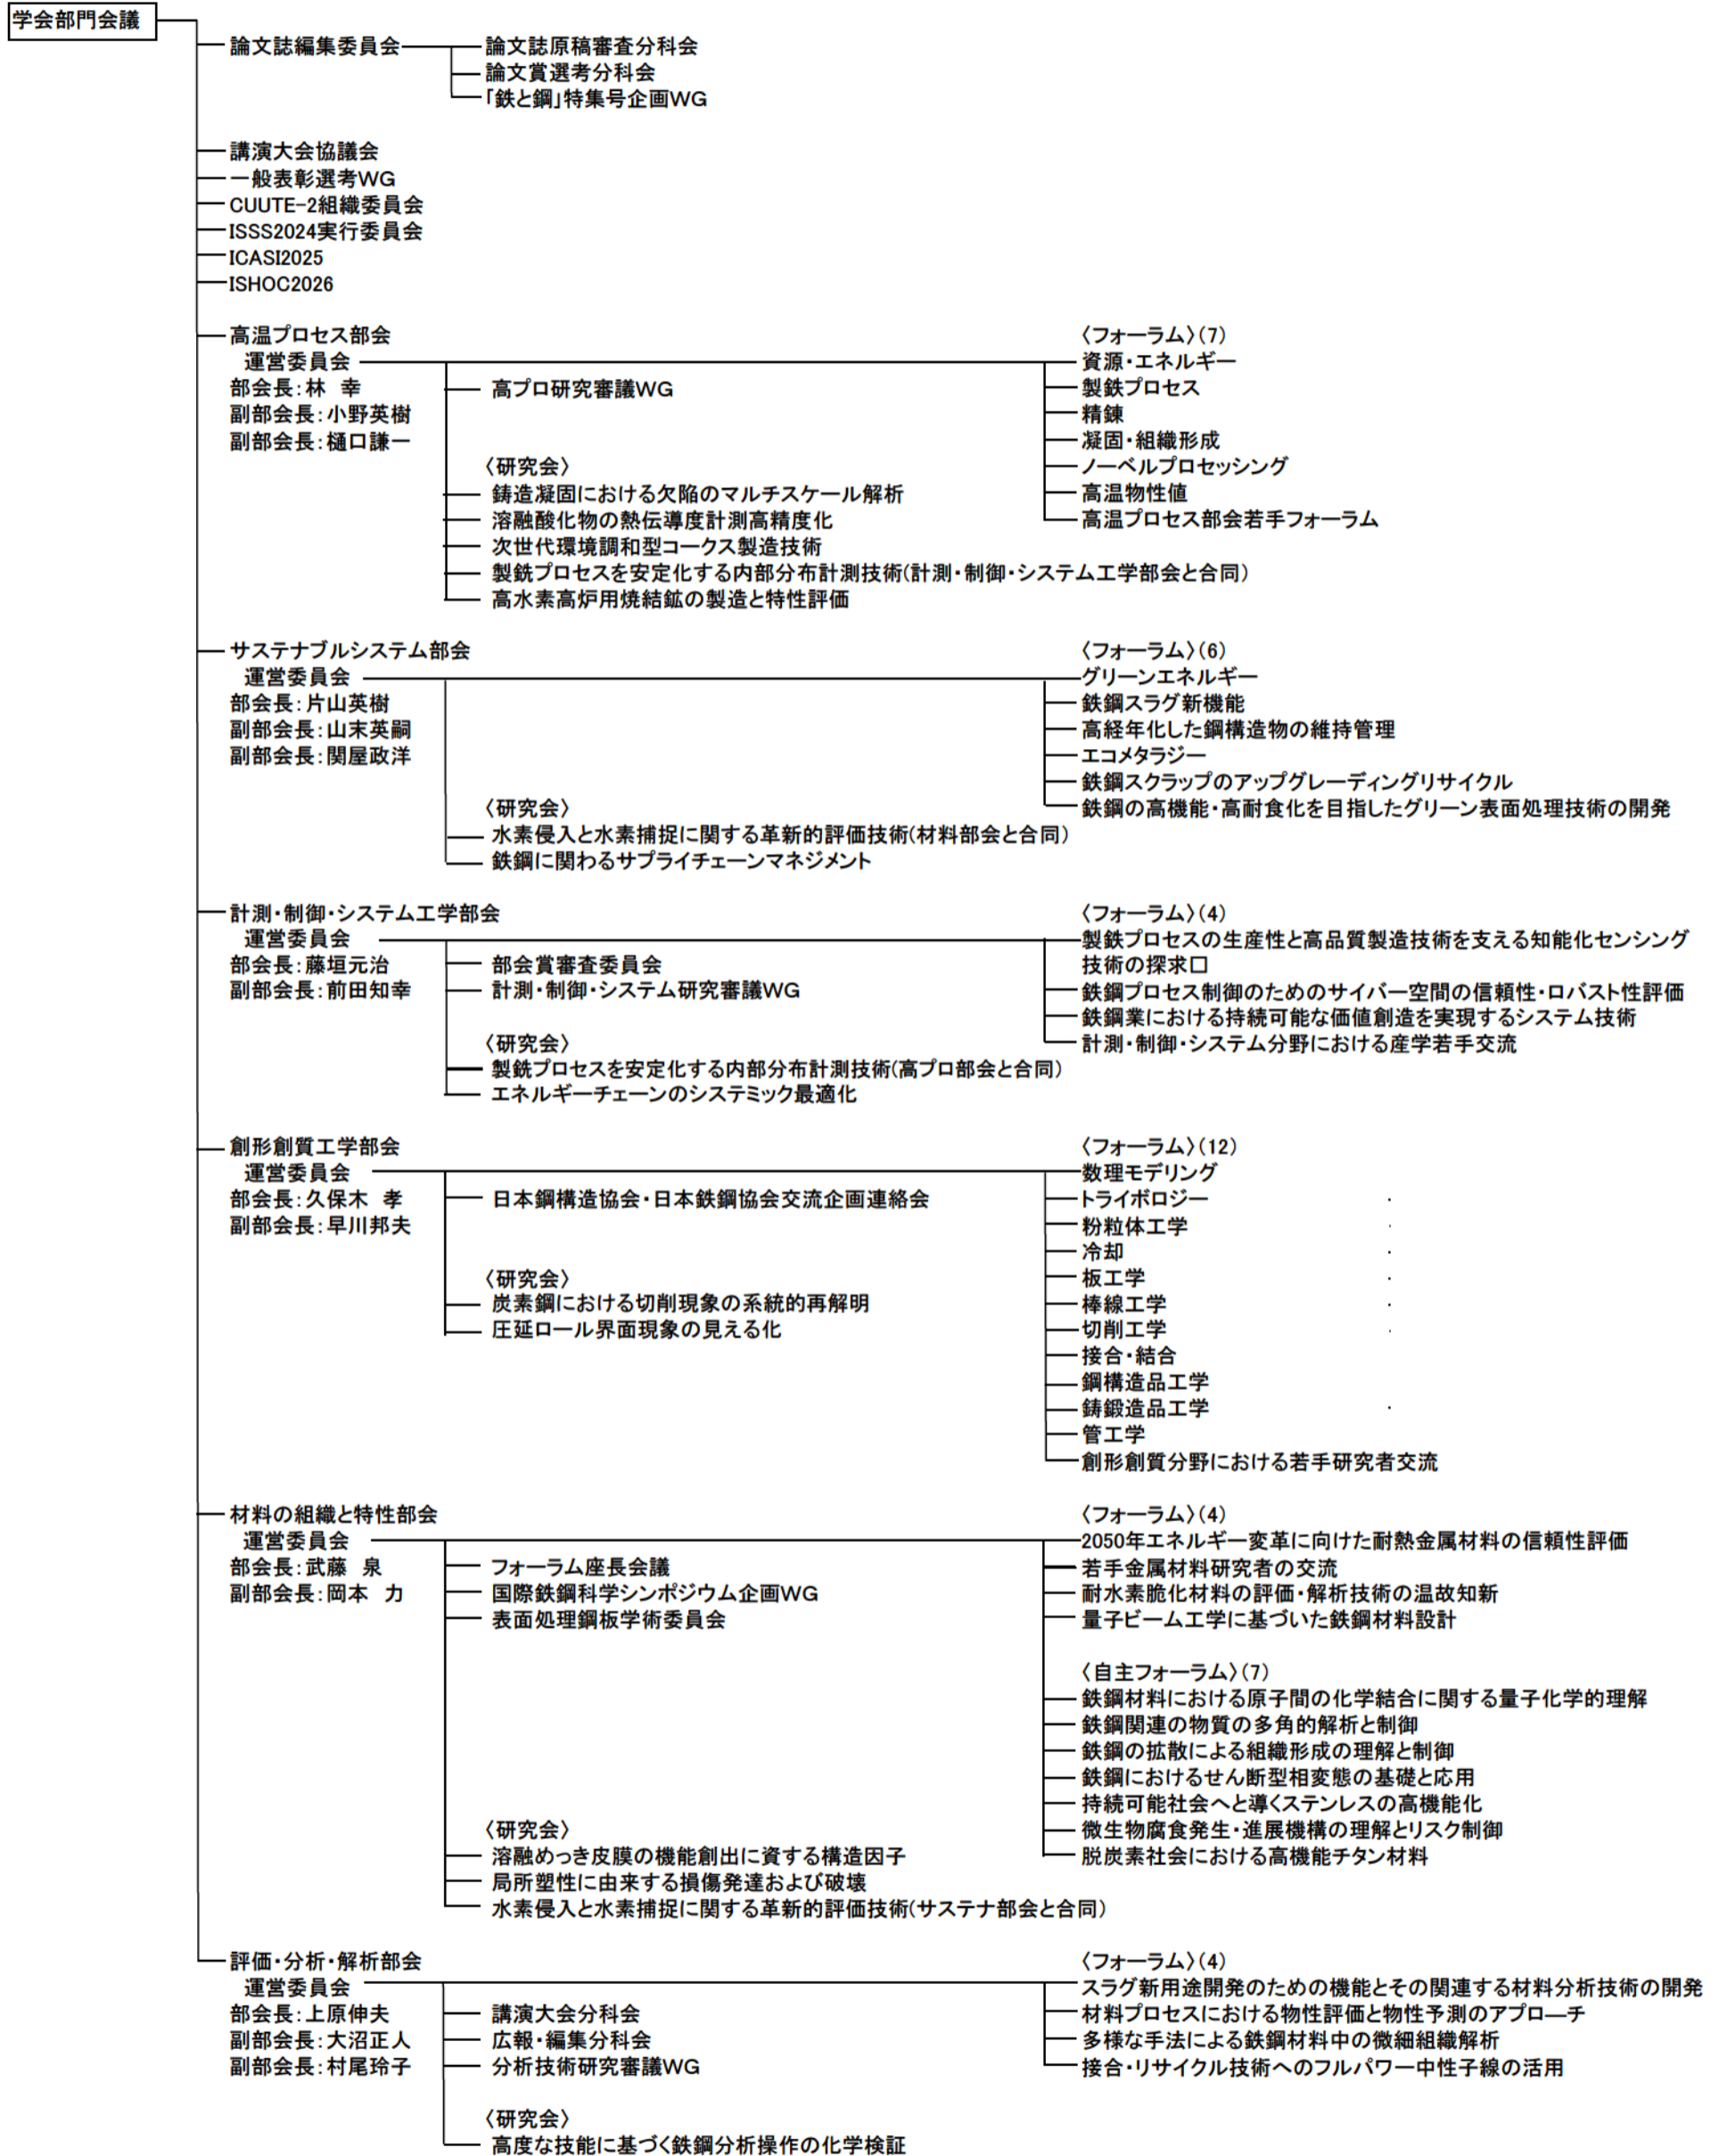 学会部門会議
論文誌編集委員会
論文誌原稿審査分科会
論文賞選考分科会
「鉄と鋼」特集号企画WG
講演大会協議会
一般表彰選考WG
CUUTE-2組織委員会
ISSS2024実行委員会
ICASI2025
ISHOC2026
高温プロセス部会
運営委員会
部会長：林　幸
副部会長：小野英樹
副部会長：樋口謙一
高プロ研究審議WG
〈研究会〉
鋳造凝固における欠陥のマルチスケール解析
溶融酸化物の熱伝導度計測高精度化
次世代環境調和型コークス製造技術
製銑プロセスを安定化する内部分布計測技術(計測・制御・システム工学部会と合同)
高水素高炉用焼結鉱の製造と特性評価
〈フォーラム〉(7)
資源・エネルギー
製鉄プロセス
精錬
凝固・組織形成
ノーベルプロセッシング
高温物性値
高温プロセス部会若手フォーラム
サステナブルシステム部会
運営委員会
部会長：片山英樹
副部会長：山末英嗣
副部会長：関屋政洋
〈研究会〉
水素侵入と水素捕捉に関する革新的評価技術(材料部会と合同)
鉄鋼に関わるサプライチェーンマネジメント
〈フォーラム〉(6)
グリーンエネルギー
鉄鋼スラグ新機能
高経年化した鋼構造物の維持管理
エコメタラジー
鉄鋼スクラップのアップグレーディングリサイクル
鉄鋼の高機能・高耐食化を目指したグリーン表面処理技術の開発
計測・制御・システム工学部会
運営委員会
部会長：藤垣元治
副部会長：前田知幸
部会賞審査委員会
計測・制御・システム研究審議WG
〈研究会〉
製銑プロセスを安定化する内部分布計測技術(高プロ部会と合同)
エネルギーチェーンのシステミック最適化
〈フォーラム〉(4)
製鉄プロセスの生産性と高品質製造技術を支える知能化センシング
技術の探求口
鉄鋼プロセス制御のためのサイバー空間の信頼性・ロバスト性評価
鉄鋼業における持続可能な価値創造を実現するシステム技術
計測・制御・システム分野における産学若手交流
創形創質工学部会
運営委員会
部会長：久保木　孝
副部会長：早川邦夫
日本鋼構造協会・日本鉄鋼協会交流企画連絡会
〈研究会〉
炭素鋼における切削現象の系統的再解明
圧延ロール界面現象の見える化
〈フォーラム〉(12)
数理モデリング
トライボロジー
粉粒体工学
冷却
板工学
棒線工学
切削工学
接合・結合
鋼構造品工学
鋳鍛造品工学
管工学
創形創質分野における若手研究者交流
材料の組織と特性部会
運営委員会
部会長：武藤　泉
副部会長：岡本　力
フォーラム座長会議
国際鉄鋼科学シンポジウム企画WG
表面処理鋼板学術委員会
〈研究会〉
溶融めっき皮膜の機能創出に資する構造因子
局所塑性に由来する損傷発達および破壊
水素侵入と水素捕捉に関する革新的評価技術(サステナ部会と合同)
〈フォーラム〉(4)
2050年エネルギー変革に向けた耐熱金属材料の信頼性評価
若手金属材料研究者の交流
耐水素脆化材料の評価・解析技術の温故知新
量子ビーム工学に基づいた鉄鋼材料設計
〈自主フォーラム〉(7)
鉄鋼材料における原子間の化学結合に関する量子化学的理解
鉄鋼関連の物質の多角的解析と制御
鉄鋼の拡散による組織形成の理解と制御
鉄鋼におけるせん断型相変態の基礎と応用
持続可能社会へと導くステンレスの高機能化
微生物腐食発生・進展機構の理解とリスク制御
脱炭素社会における高機能チタン材料
評価・分析・解析部会
運営委員会
部会長：上原伸夫
副部会長：大沼正人
副部会長：村尾玲子
講演大会分科会
広報・編集分科会
分析技術研究審議WG
〈研究会〉
高度な技能に基づく鉄鋼分析操作の化学検証
〈フォーラム〉(4)
スラグ新用途開発のための機能とその関連する材料分析技術の開発
材料プロセスにおける物性評価と物性予測のアプロ―チ
多様な手法による鉄鋼材料中の微細組織解析
接合・リサイクル技術へのフルパワー中性子線の活用